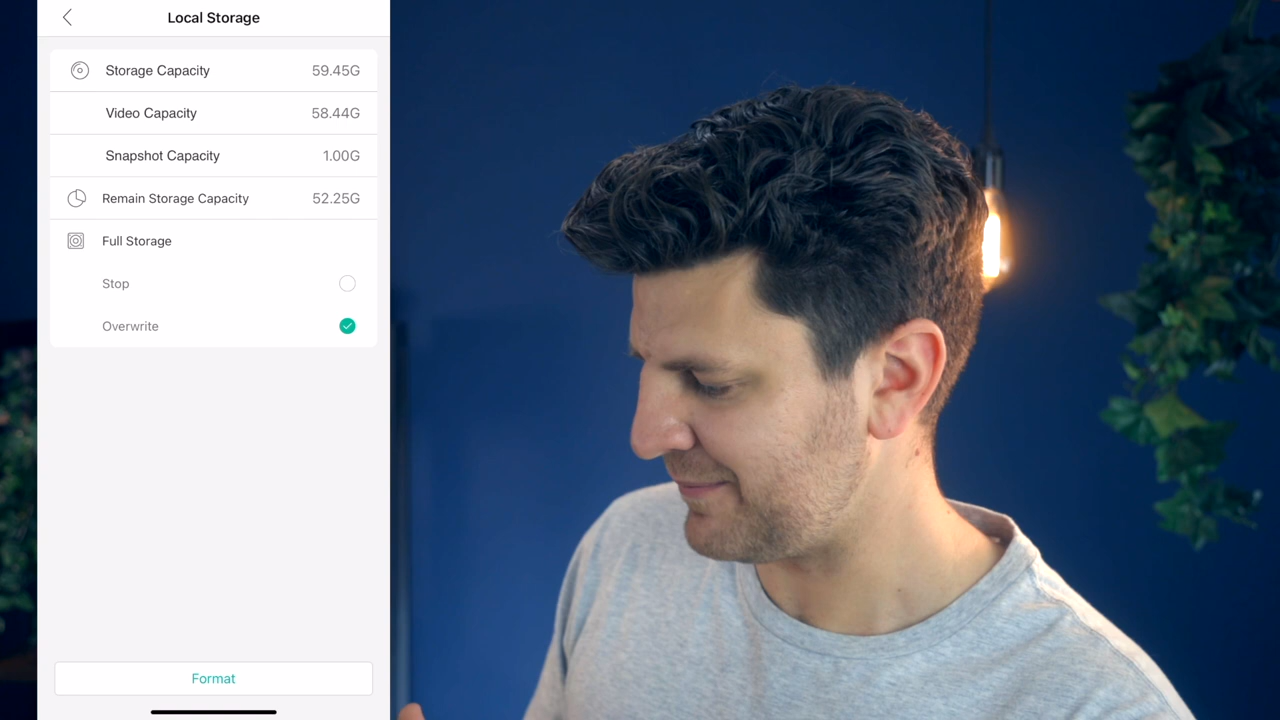 Local Storage
Storage Capacity 59.45G
Video Capacity 58.44G
Snapshot Capacity 1.00G
Remain Storage Capacity 52.25G
Full Storage
Stop
Overwrite
Format